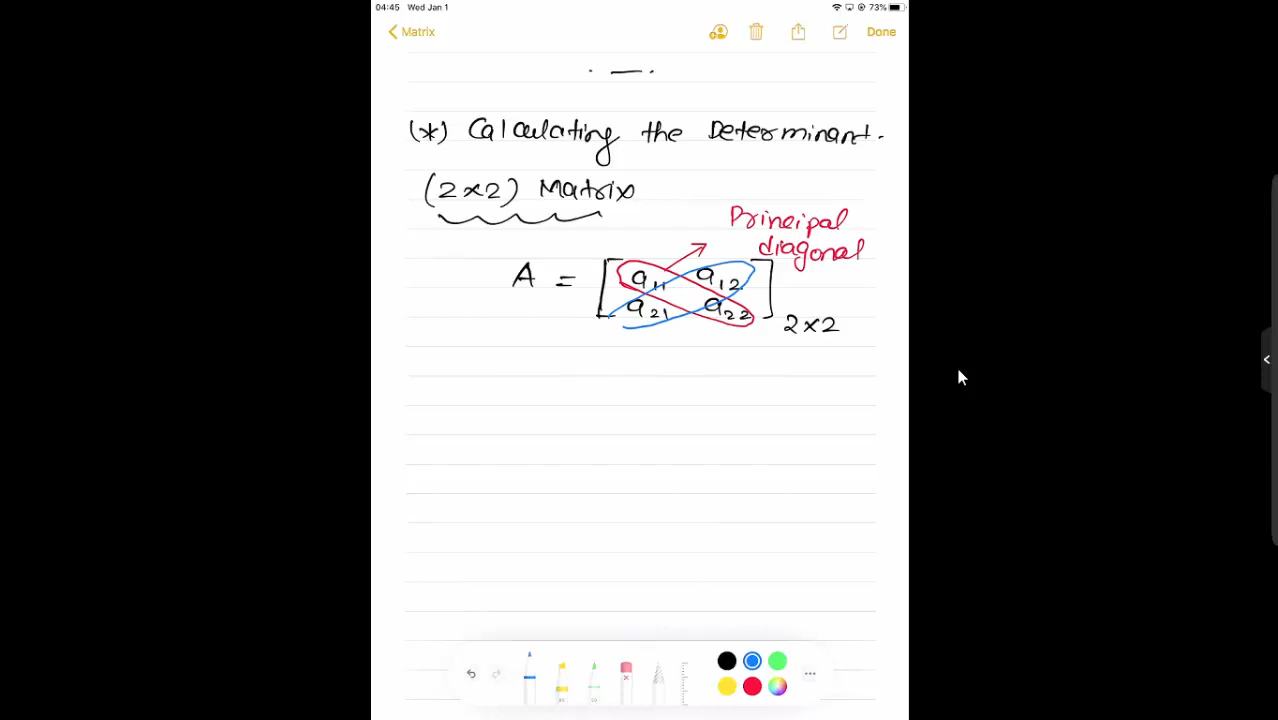 04:45 Wed Jan 1
73%
Matrix
Done
(*) Calculating the Determinant.
(2×2) Matrix
Principal
diagonal
A = [a11 a12
a21 a22] 2×2